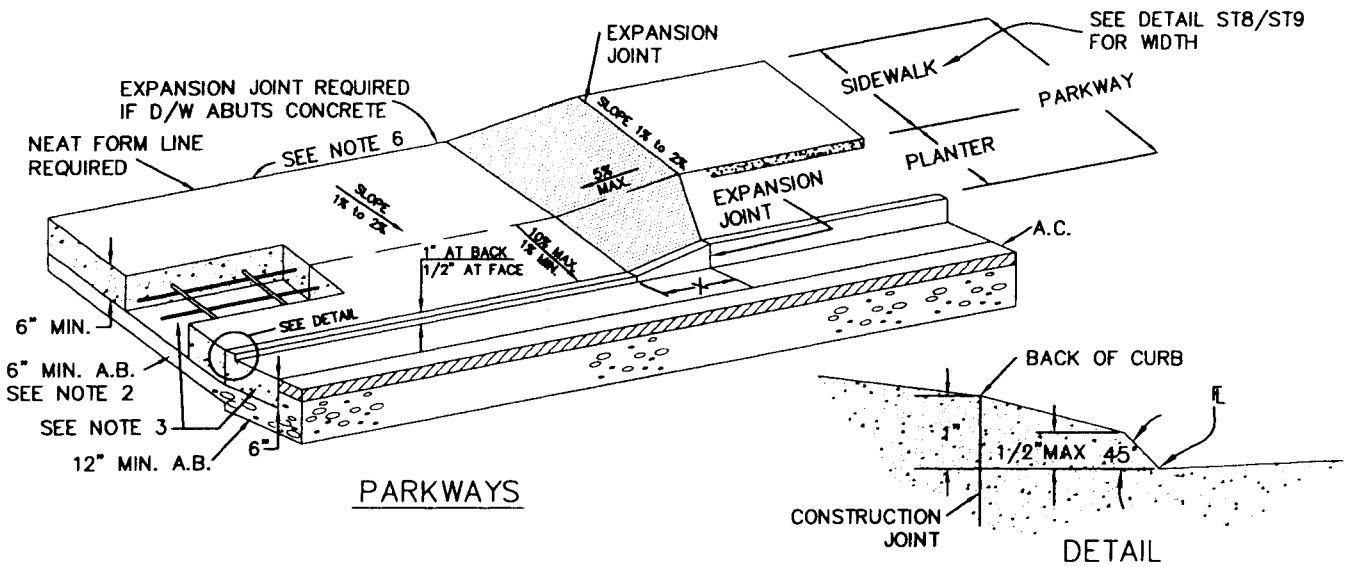 SEE DETAIL ST8/ST9
FOR WIDTH
EXPANSION
JOINT
SIDEWALK
PARKWAY
PLANTER
EXPANSION JOINT REQUIRED
IF D/W ABUTS CONCRETE
NEAT FORM LINE
REQUIRED
SEE NOTE 6
SLOPE 1% to 2%
5%
MAX.
SLOPE
1% to 2%
EXPANSION
JOINT
A.C.
10% MAX.
1% MIN.
1" AT BACK
1/2" AT FACE
X
SEE DETAIL
6" MIN.
6" MIN. A.B.
SEE NOTE 2
SEE NOTE 3
6"
12" MIN. A.B.
PARKWAYS
BACK OF CURB
1"
1/2"MAX
45°
CONSTRUCTION
JOINT
DETAIL